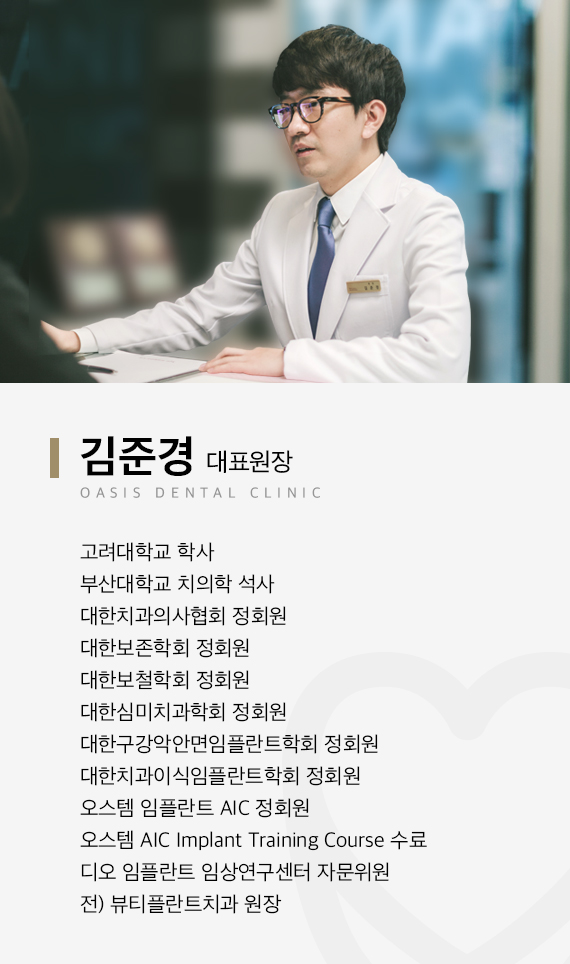 김준경 대표원장
OASIS DENTAL CLINIC
고려대학교 학사
부산대학교 치의학 석사
대한치과의사협회 정회원
대한보존학회 정회원
대한보철학회 정회원
대한심미치과학회 정회원
대한구강악안면임플란트학회 정회원
대한치과이식임플란트학회 정회원
오스템 임플란트 AIC 정회원
오스템 AIC Implant Training Course 수료
디오 임플란트 임상연구센터 자문위원
전) 뷰티플란트치과 원장